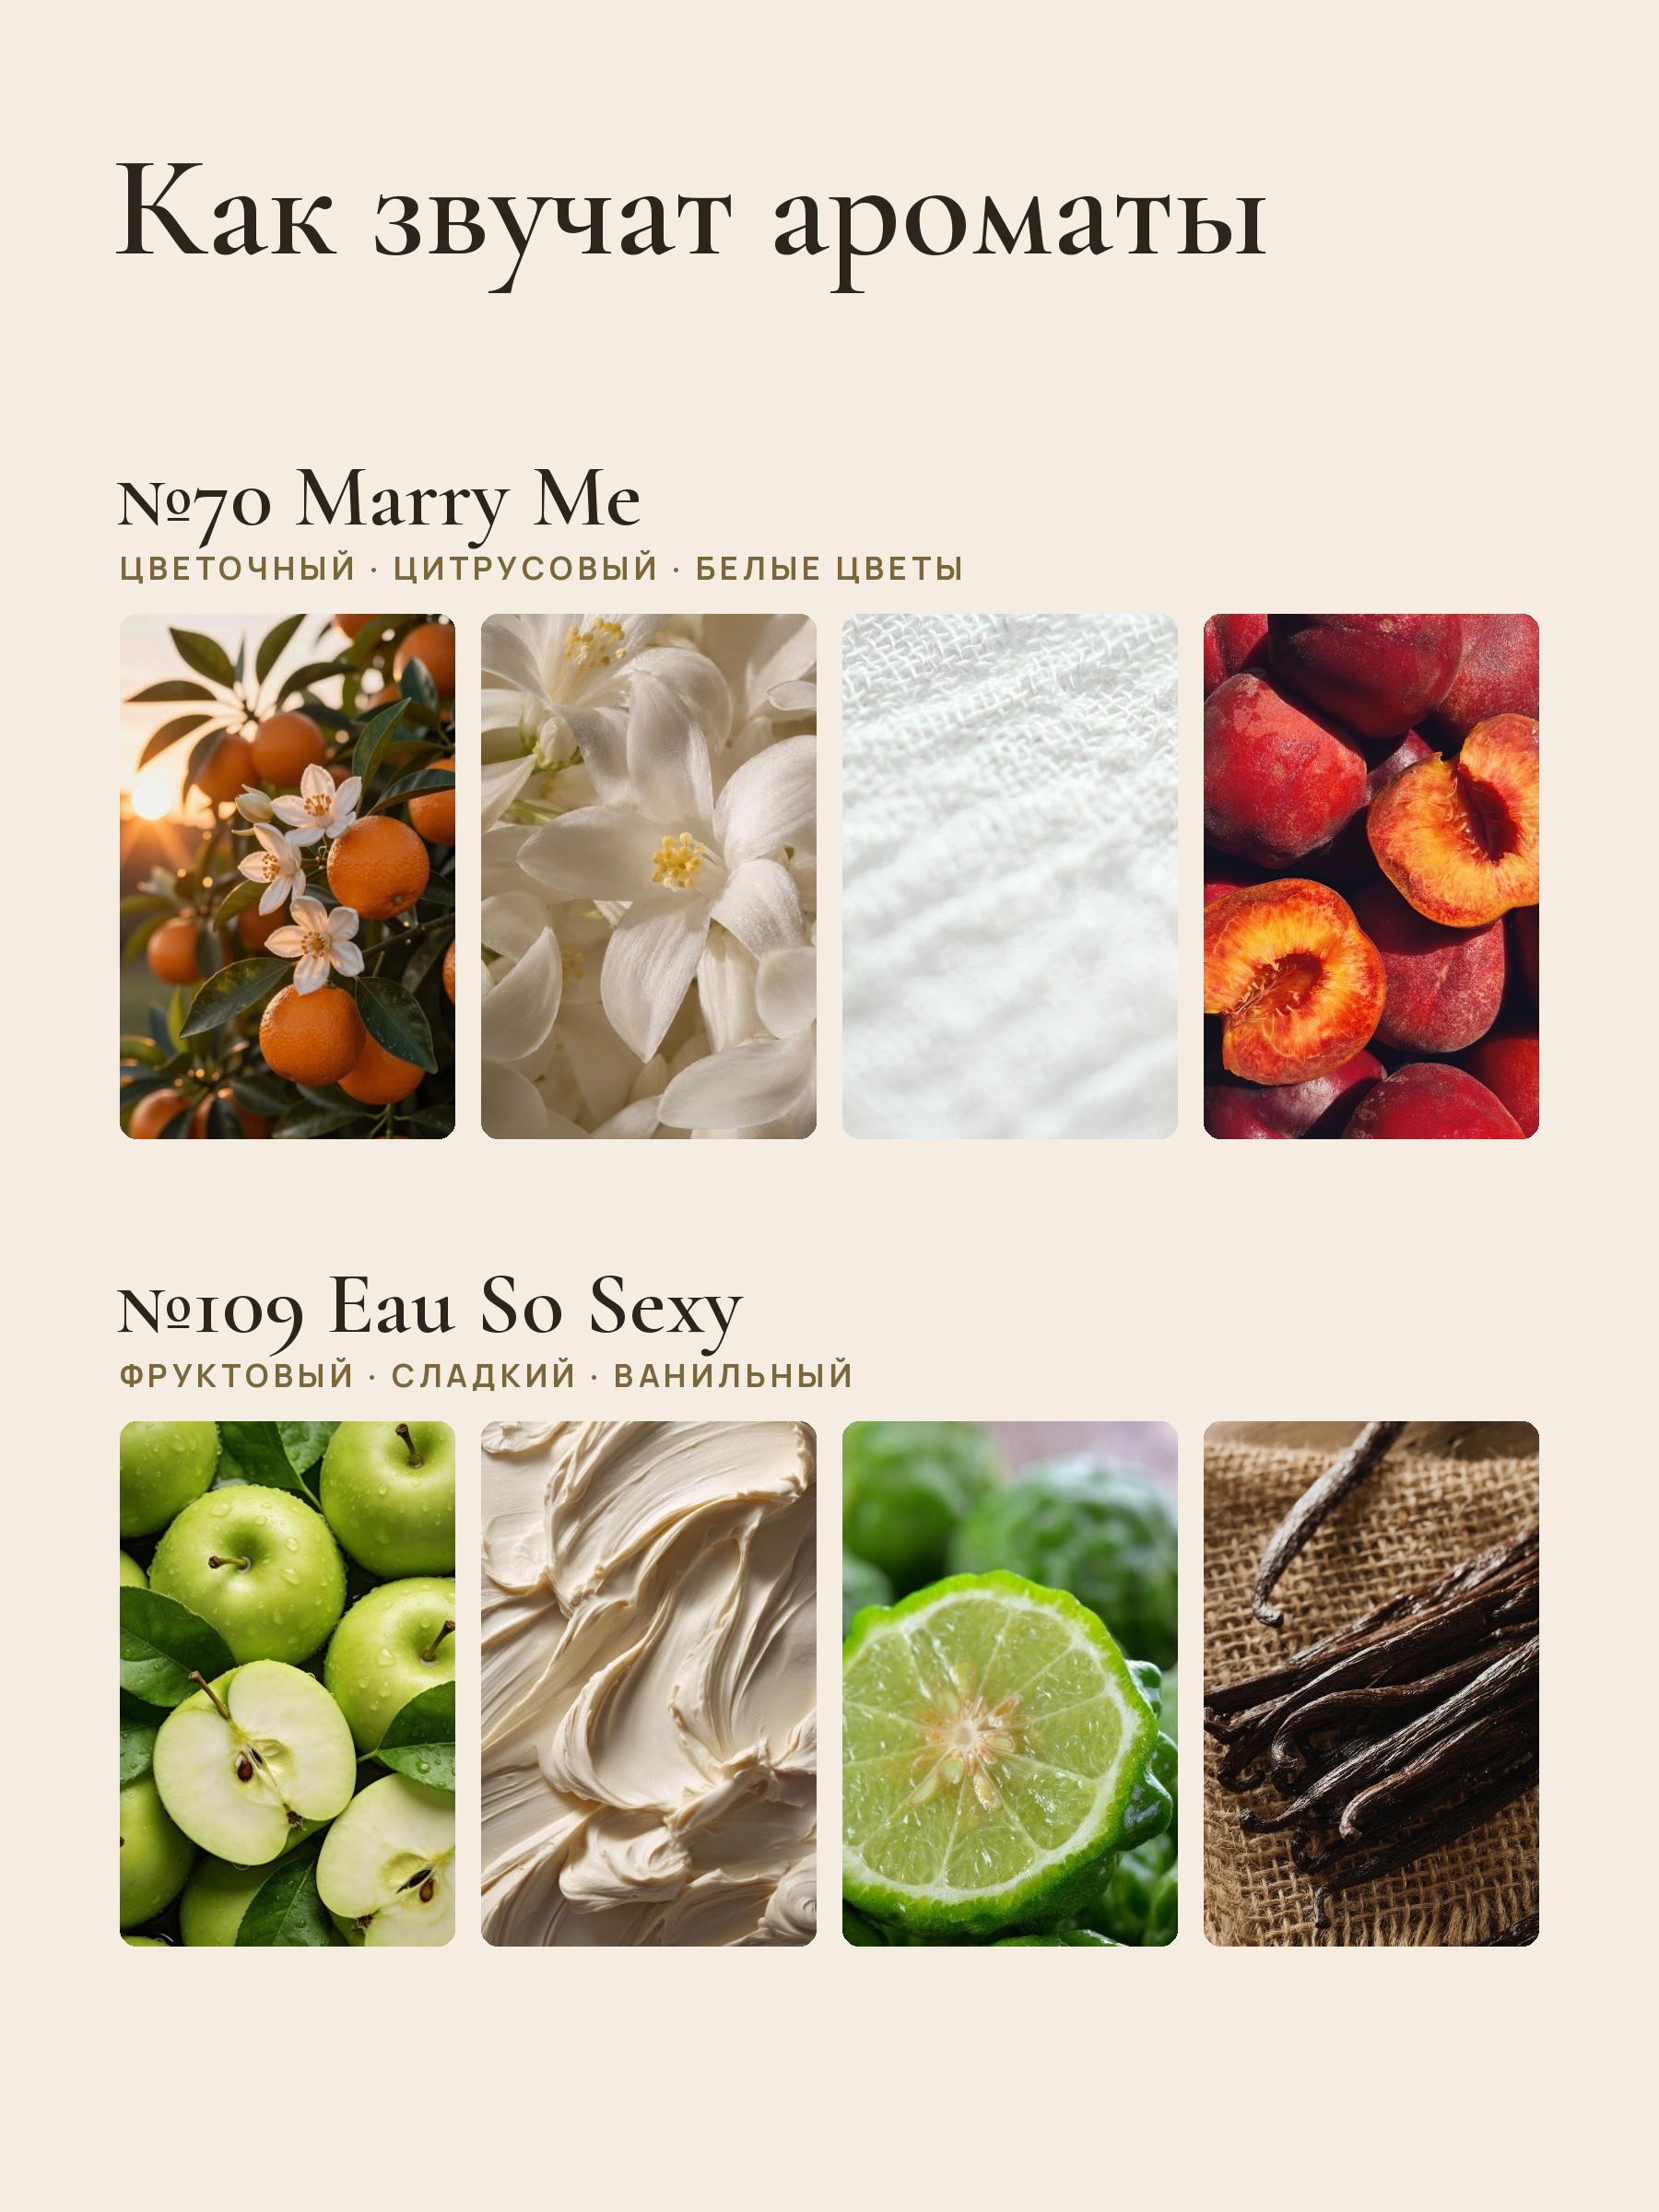 Как звучат ароматы
№70 Marry Me
ЦВЕТОЧНЫЙ · ЦИТРУСОВЫЙ · БЕЛЫЕ ЦВЕТЫ
№109 Eau So Sexy
ФРУКТОВЫЙ · СЛАДКИЙ · ВАНИЛЬНЫЙ